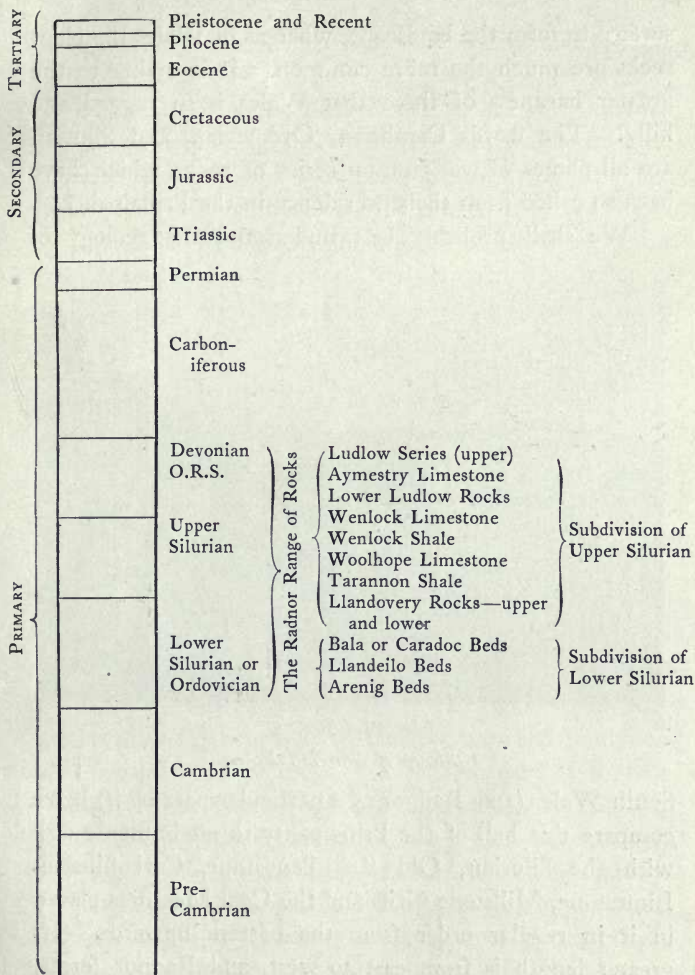 TERTIARY
Pleistocene and Recent
Pliocene
Eocene
SECONDARY
Cretaceous
Jurassic
Triassic
PRIMARY
Permian
Carbon-
iferous
Devonian
O.R.S.
Upper
Silurian
Lower
Silurian or
Ordovician
Cambrian
Pre-
Cambrian
The Radnor Range of Rocks
Ludlow Series (upper)
Aymestry Limestone
Lower Ludlow Rocks
Wenlock Limestone
Wenlock Shale
Woolhope Limestone
Tarannon Shale
Llandovery Rocks—upper
and lower
Subdivision of
Upper Silurian
Bala or Caradoc Beds
Llandeilo Beds
Arenig Beds
Subdivision of
Lower Silurian